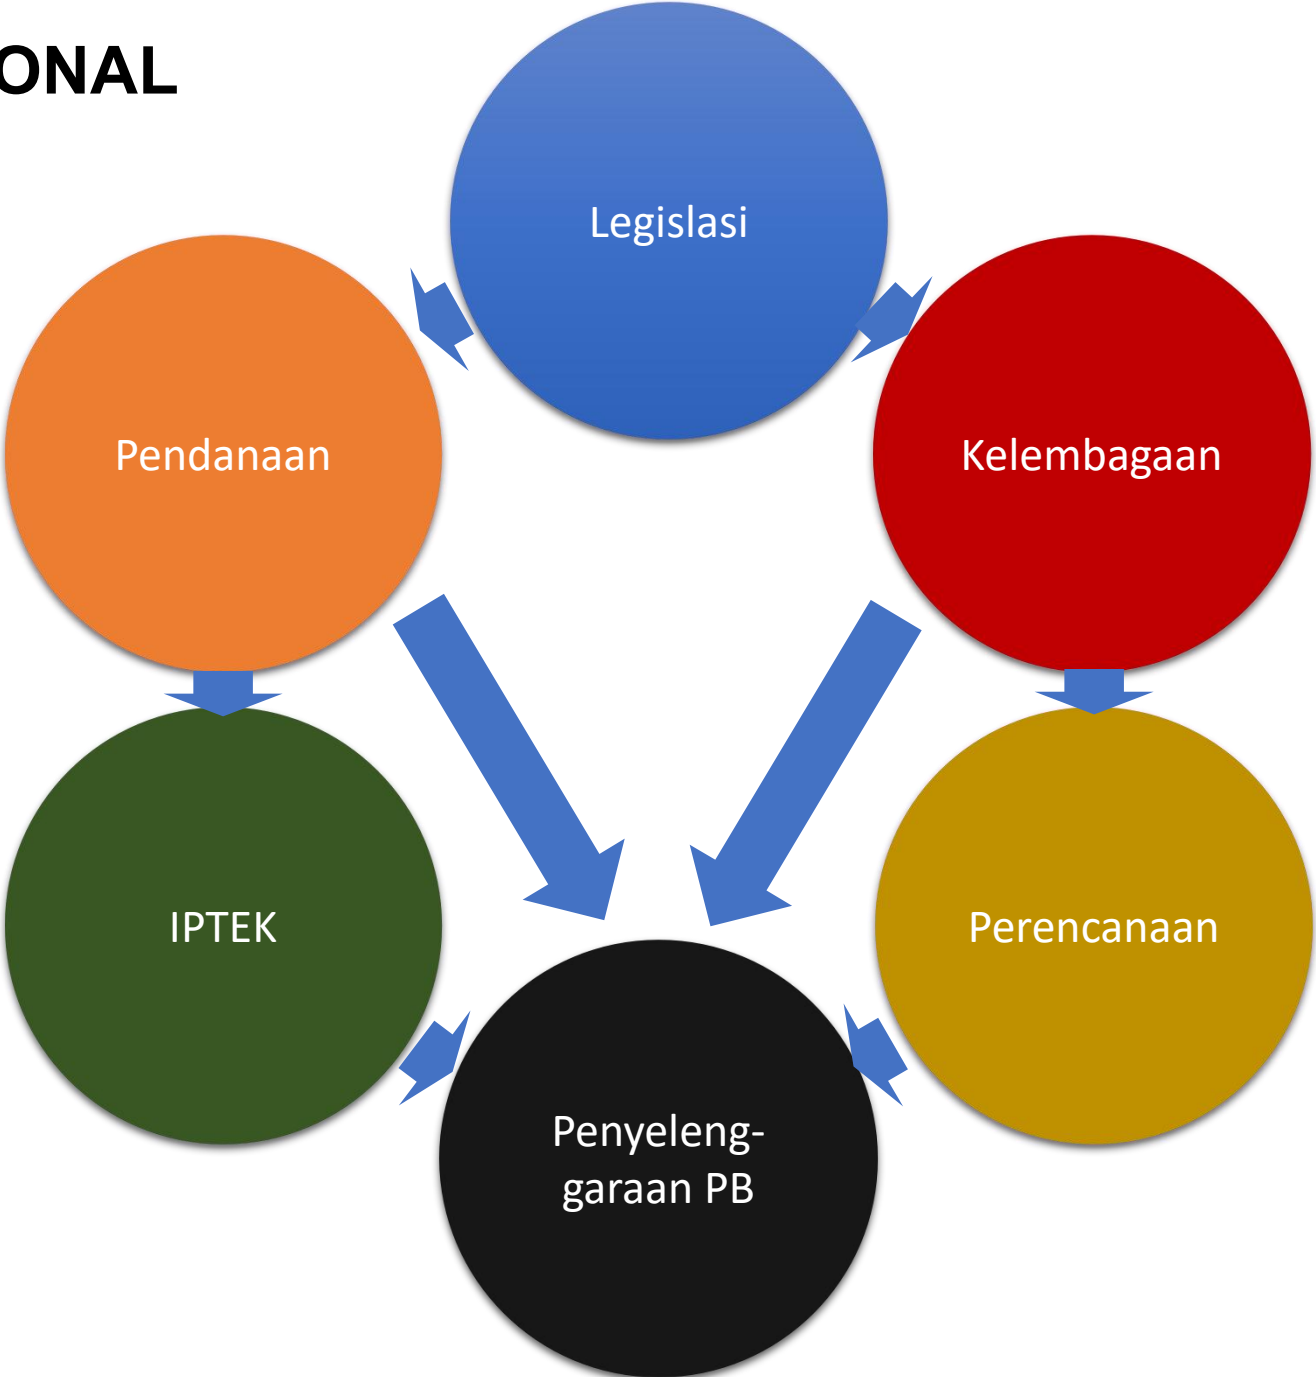 ONAL
Legislasi
Pendanaan
Kelembagaan
IPTEK
Perencanaan
Penyeleng-
garaan PB